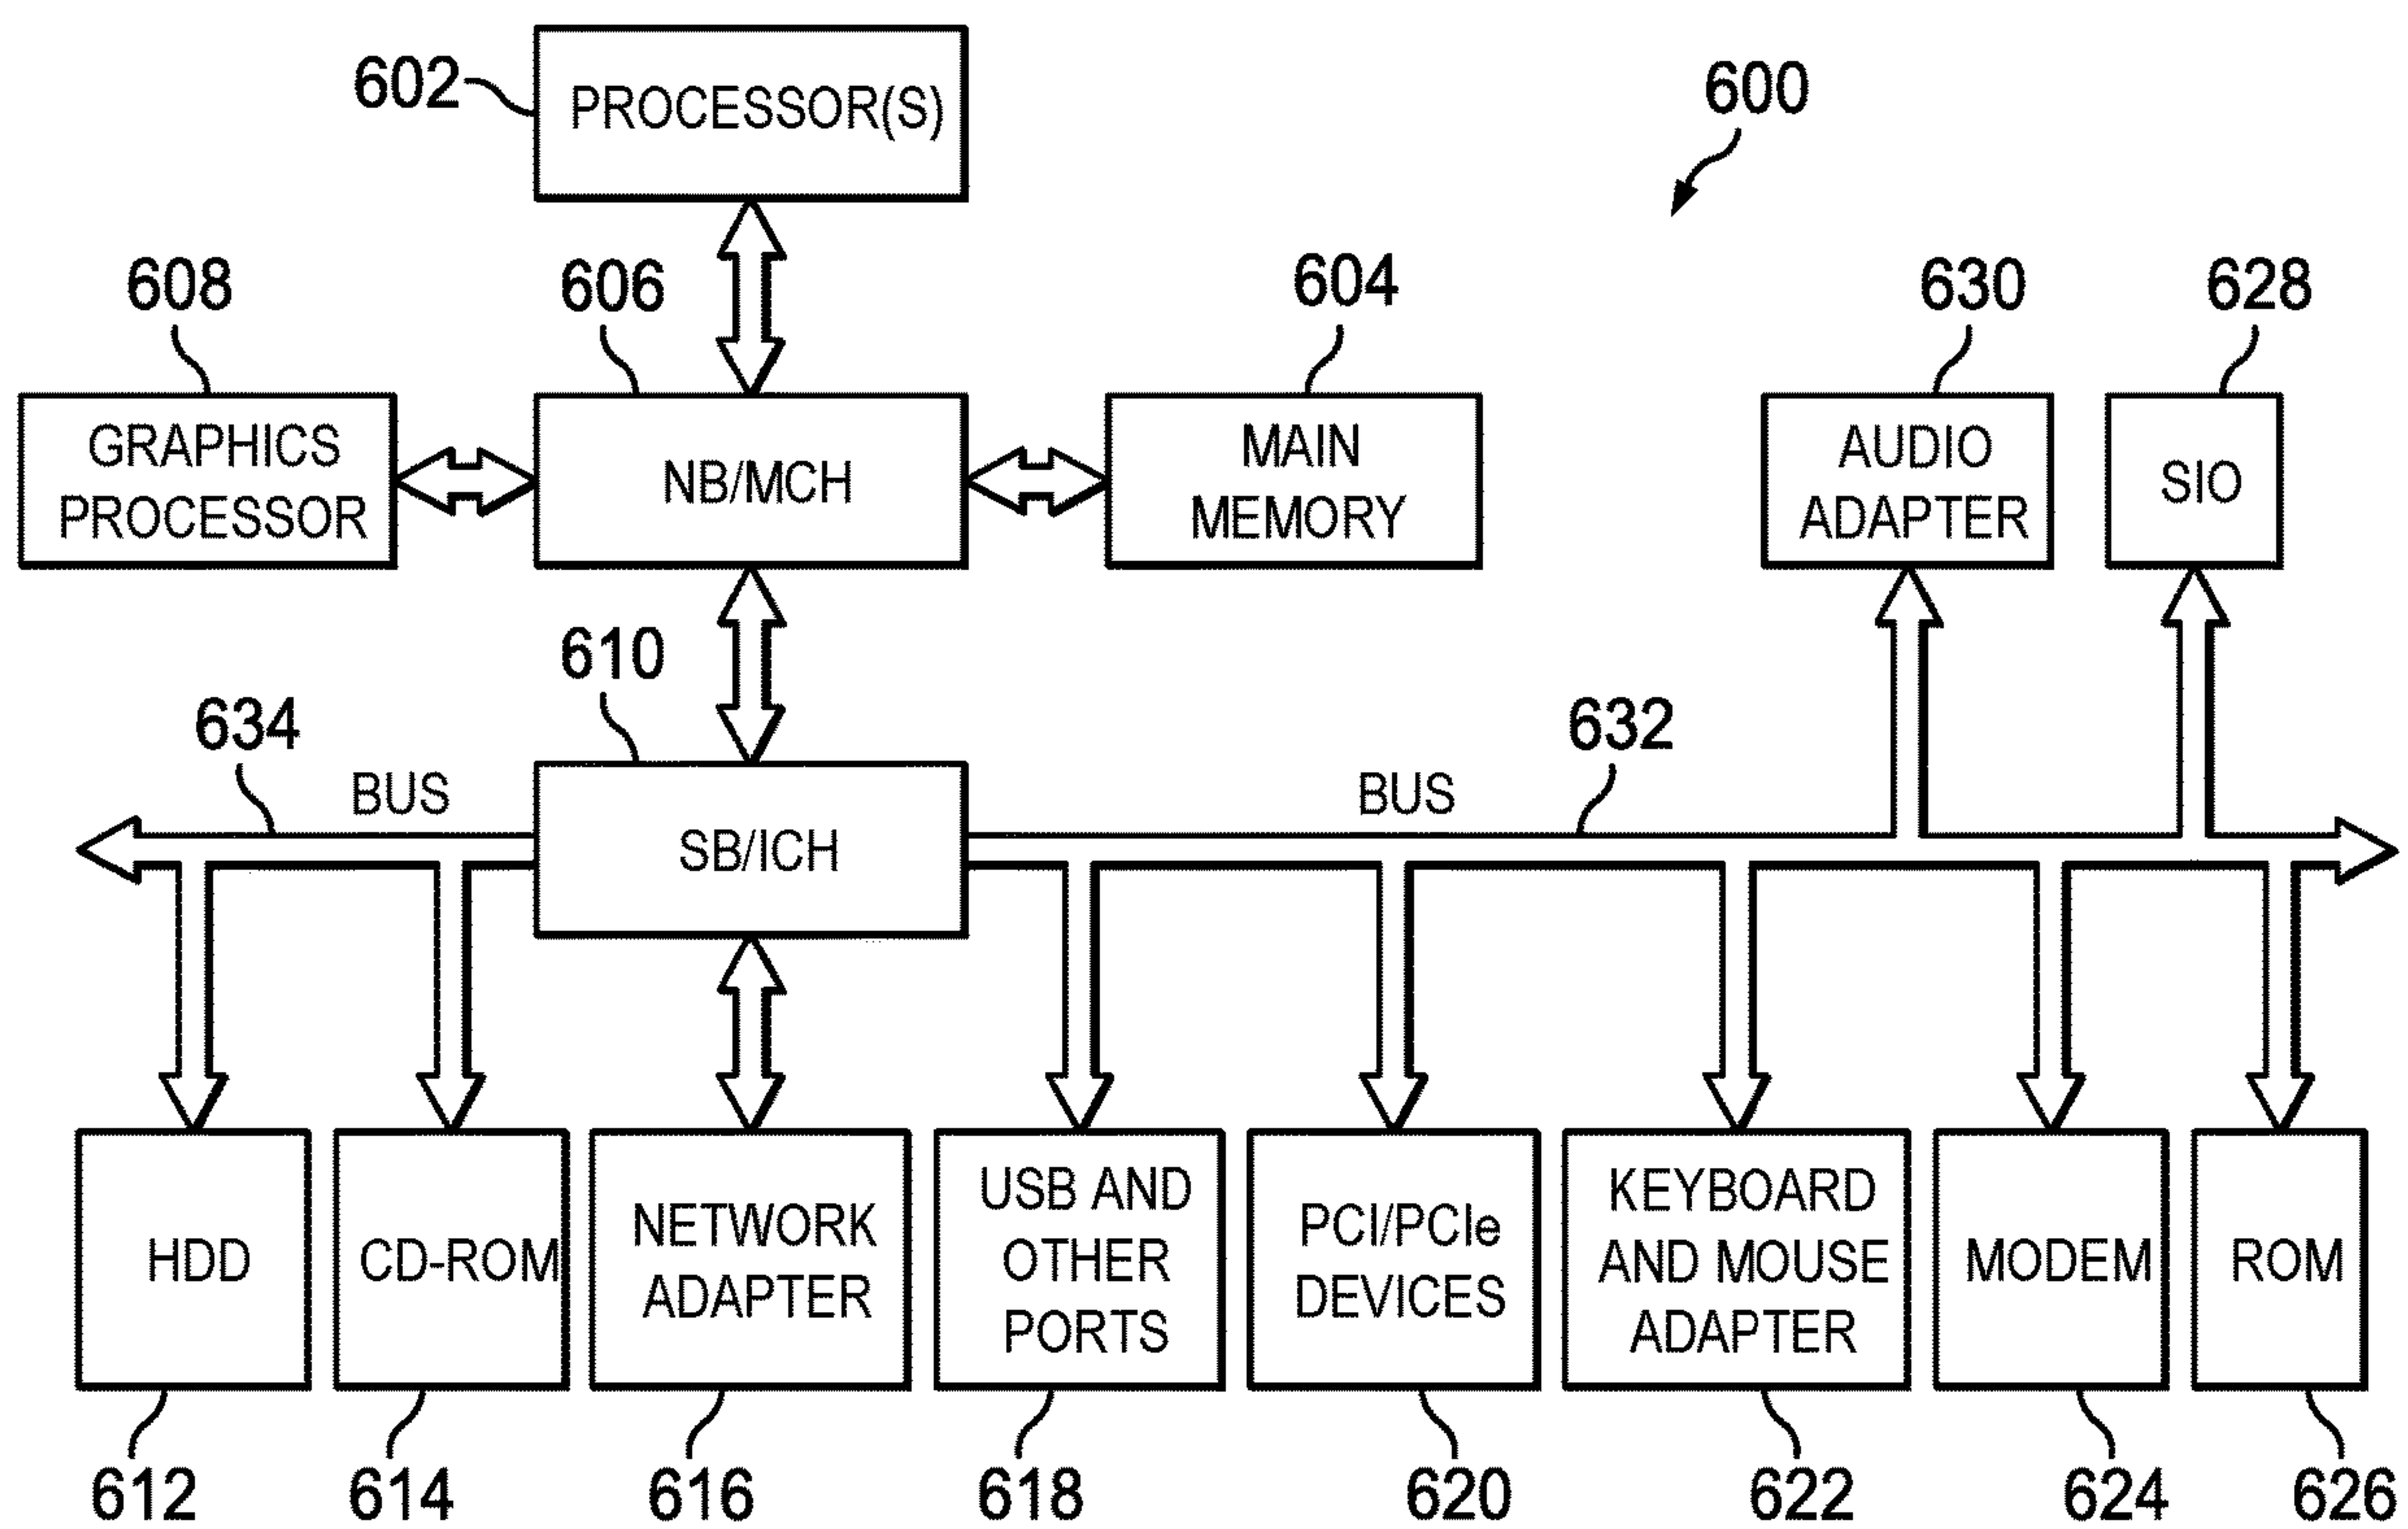 602
PROCESSOR(S)
600
608
606
604
630
628
GRAPHICS
PROCESSOR
NB/MCH
MAIN
MEMORY
AUDIO
ADAPTER
SIO
610
634
632
BUS
BUS
SB/ICH
HDD
CD-ROM
NETWORK
ADAPTER
USB AND
OTHER
PORTS
PCI/PCIe
DEVICES
KEYBOARD
AND MOUSE
ADAPTER
MODEM
ROM
612
614
616
618
620
622
624
626